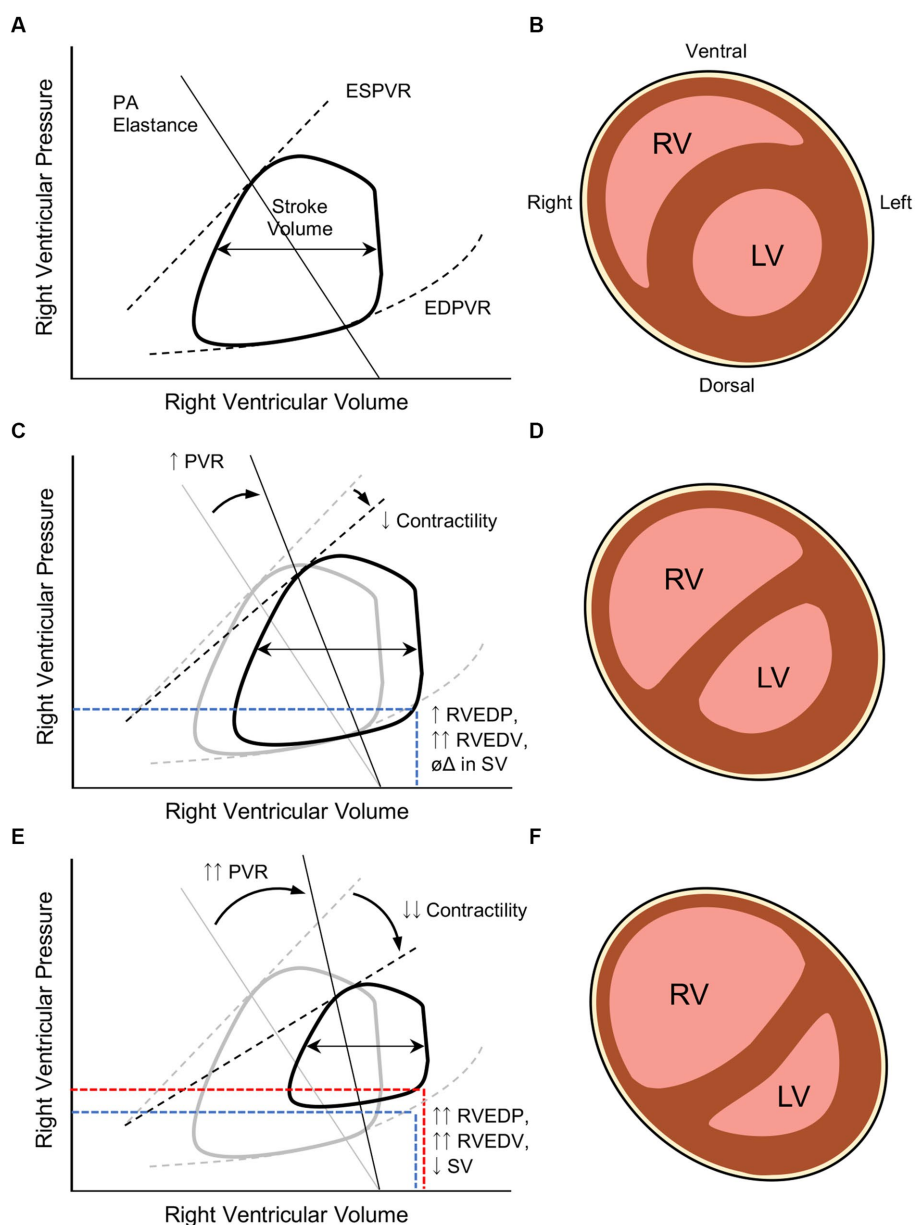 A
Right Ventricular Pressure
PA
Elastance
ESPVR
Stroke
Volume
EDPVR
Right Ventricular Volume
B
Ventral
RV
Right
Left
LV
Dorsal
C
Right Ventricular Pressure
↑ PVR
↓ Contractility
↑ RVEDP,
↑↑ RVEDV,
øΔ in SV
Right Ventricular Volume
D
RV
LV
E
Right Ventricular Pressure
↑↑ PVR
↓↓ Contractility
↑↑ RVEDP,
↑↑ RVEDV,
↓ SV
Right Ventricular Volume
F
RV
LV